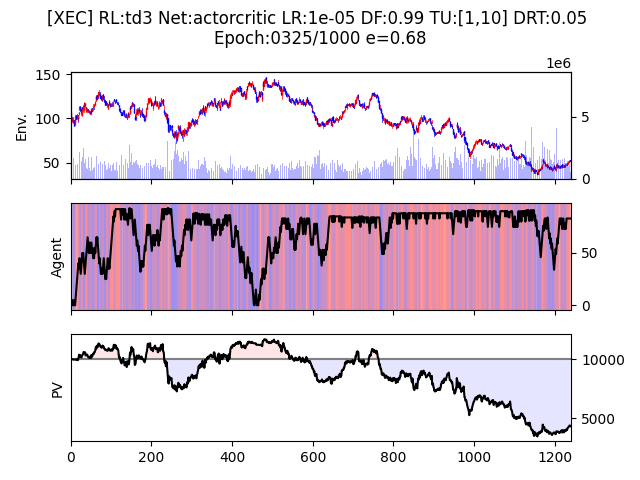 [XEC] RL:td3 Net:actorcritic LR:1e-05 DF:0.99 TU:[1,10] DRT:0.05
Epoch:0325/1000 e=0.68
1e6
150
100
50
Env.
5
0
Agent
50
0
PV
10000
5000
0 200 400 600 800 1000 1200